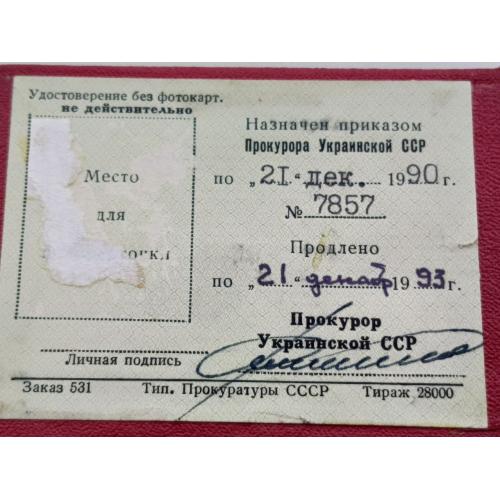 Удостоверение без фотокарт.
не действительно
Место
для
Назначен приказом
Прокурора Украинской ССР
по „21“ дек. 1990 г.
№ 7857
Продлено
по „21“ декабр 1993 г.
Прокурор
Украинской ССР
Личная подпись
Заказ 531 Тип. Прокуратуры СССР Тираж 28000